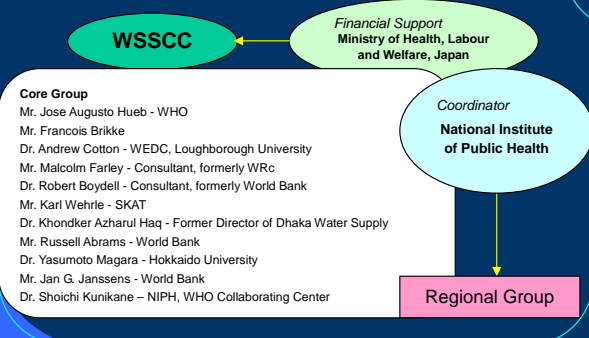 WSSCC
Financial Support
Ministry of Health, Labour
and Welfare, Japan
Core Group
Mr. Jose Augusto Hueb - WHO
Mr. Francois Brikke
Dr. Andrew Cotton - WEDC, Loughborough University
Mr. Malcolm Farley - Consultant, formerly WRc
Dr. Robert Boydell - Consultant, formerly World Bank
Mr. Karl Wehrle - SKAT
Dr. Khondker Azharul Haq - Former Director of Dhaka Water Supply
Mr. Russell Abrams - World Bank
Dr. Yasumoto Magara - Hokkaido University
Mr. Jan G. Janssens - World Bank
Dr. Shoichi Kunikane – NIPH, WHO Collaborating Center
Coordinator
National Institute
of Public Health
Regional Group